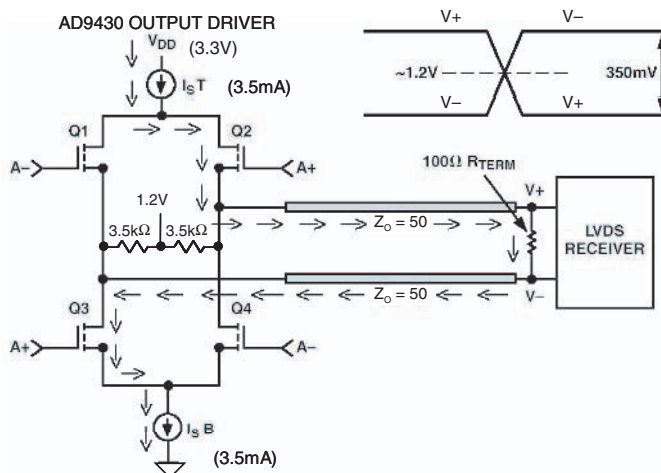 AD9430 OUTPUT DRIVER
VDD (3.3V)
IST (3.5mA)
V+ V–
~1.2V
350mV
V– V+
Q1 Q2
A– A+
100Ω RTERM
V+
1.2V
3.5kΩ 3.5kΩ
ZO = 50
LVDS
RECEIVER
ZO = 50
V–
Q3 Q4
A+ A–
ISB
(3.5mA)